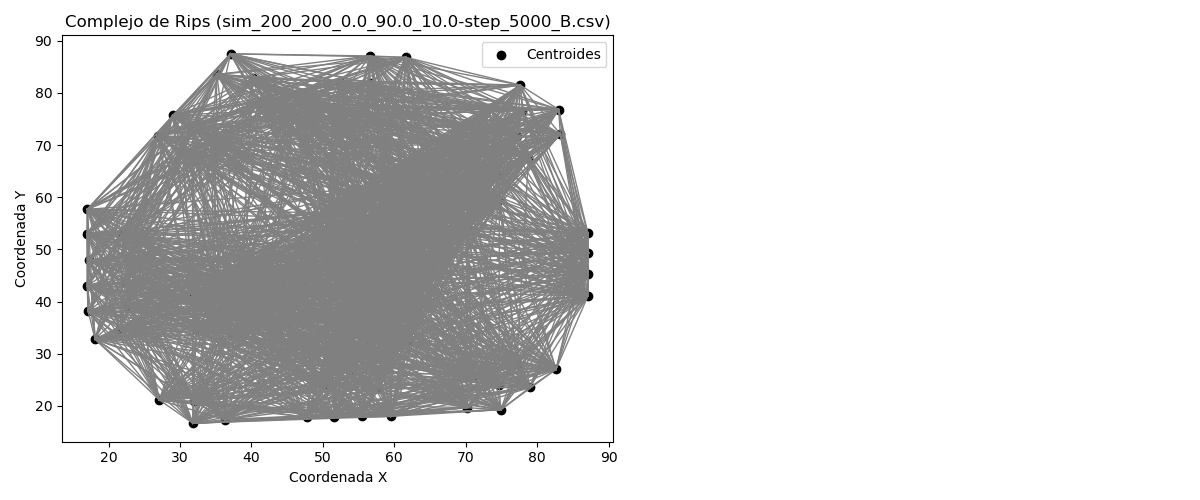 Complejo de Rips (sim_200_200_0.0_90.0_10.0-step_5000_B.csv)
90
80
70
60
50
40
30
20
Coordenada Y
Centroides
20 30 40 50 60 70 80 90
Coordenada X